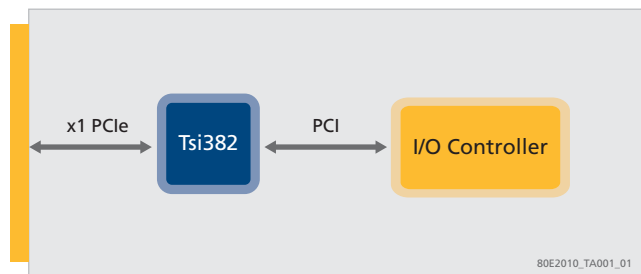 x1 PCIe
Tsi382
PCI
I/O Controller
80E2010_TA001_01